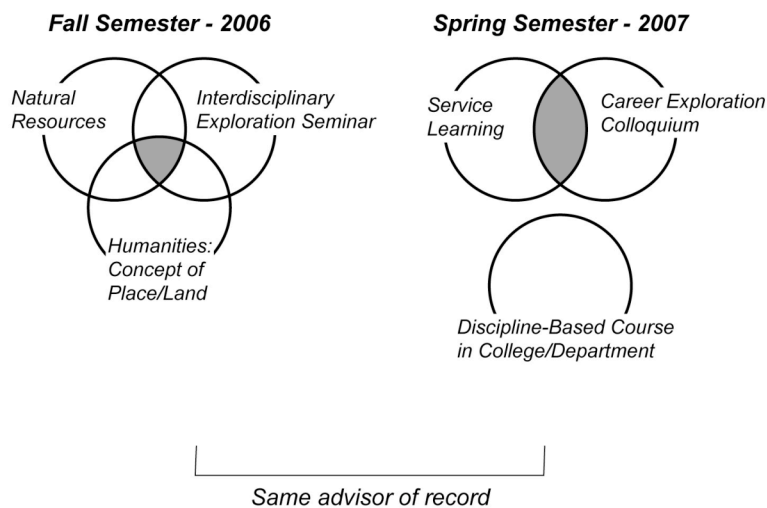 Fall Semester - 2006
Natural
Resources
Interdisciplinary
Exploration Seminar
Humanities:
Concept of
Place/Land
Spring Semester - 2007
Service
Learning
Career Exploration
Colloquium
Discipline-Based Course
in College/Department
Same advisor of record